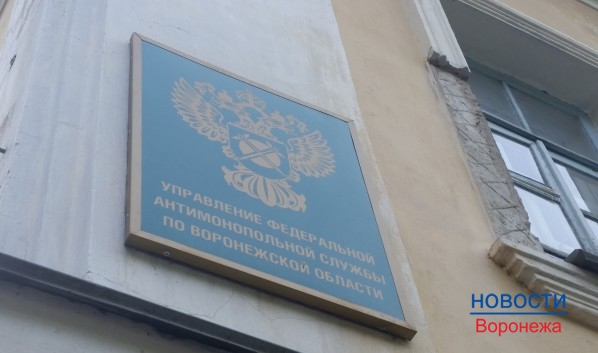 УПРАВЛЕНИЕ ФЕДЕРАЛЬНОЙ
АНТИМОНОПОЛЬНОЙ СЛУЖБЫ
ПО ВОРОНЕЖСКОЙ ОБЛАСТИ
НОВОСТИ
Воронежа